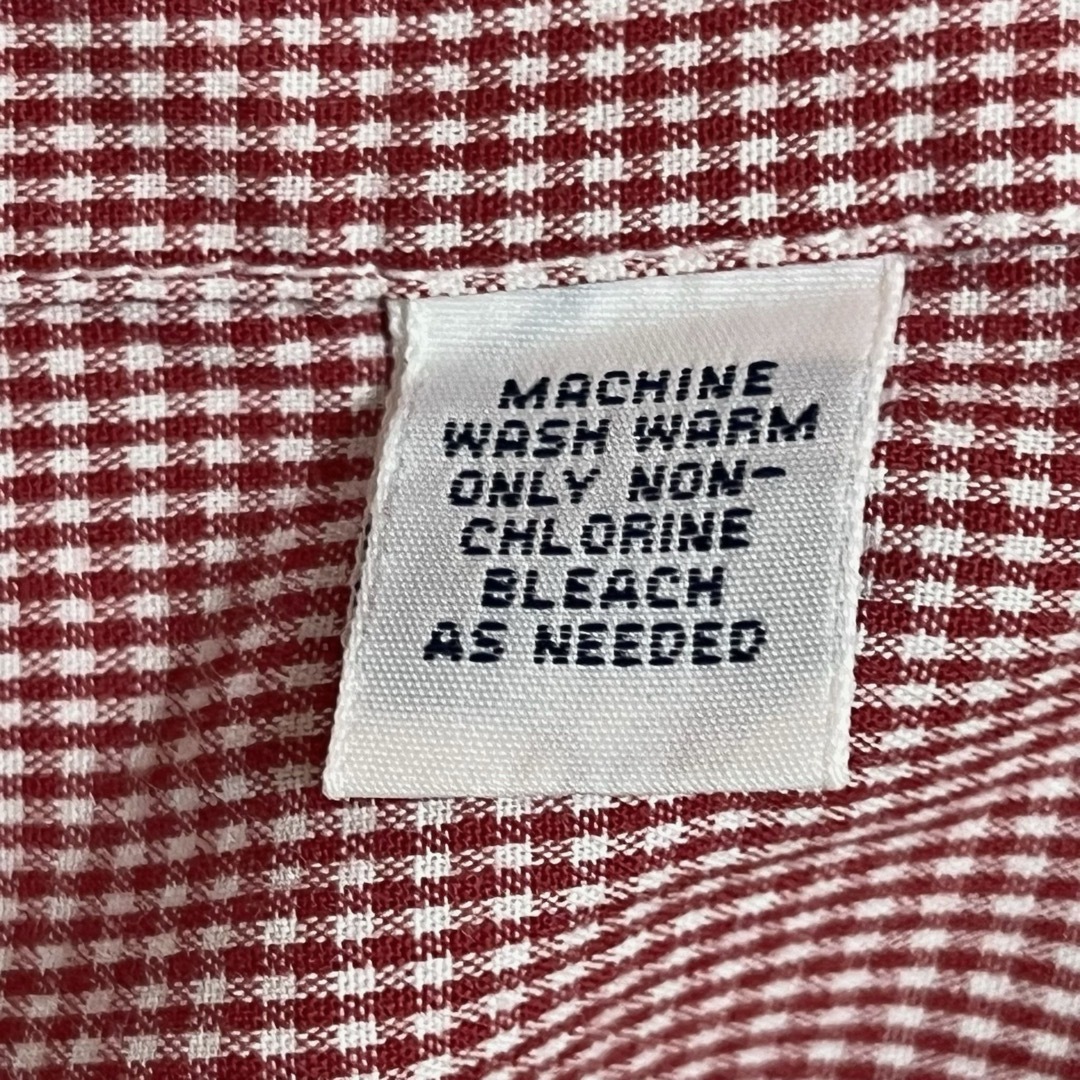 MACHINE
WASH WARM
ONLY NON-
CHLORINE
BLEACH
AS NEEDED